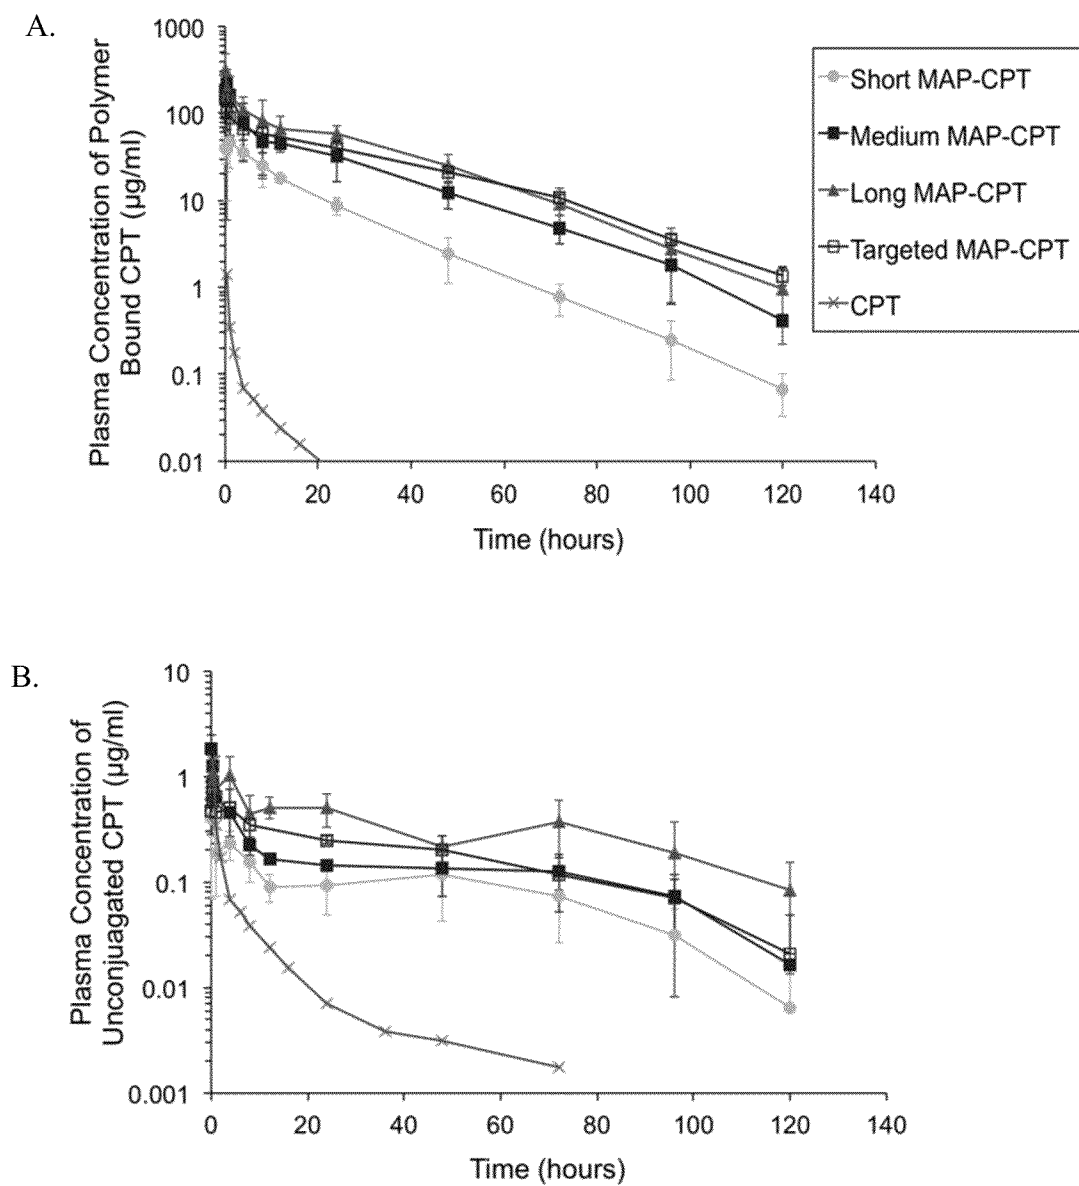 A.
Plasma Concentration of Polymer
Bound CPT (µg/ml)
1000
100
10
1
0.1
0.01
0
20
40
60
80
100
120
140
Time (hours)
Short MAP-CPT
Medium MAP-CPT
Long MAP-CPT
Targeted MAP-CPT
CPT
B.
Plasma Concentration of
Unconjuagated CPT (µg/ml)
10
1
0.1
0.01
0.001
0
20
40
60
80
100
120
140
Time (hours)